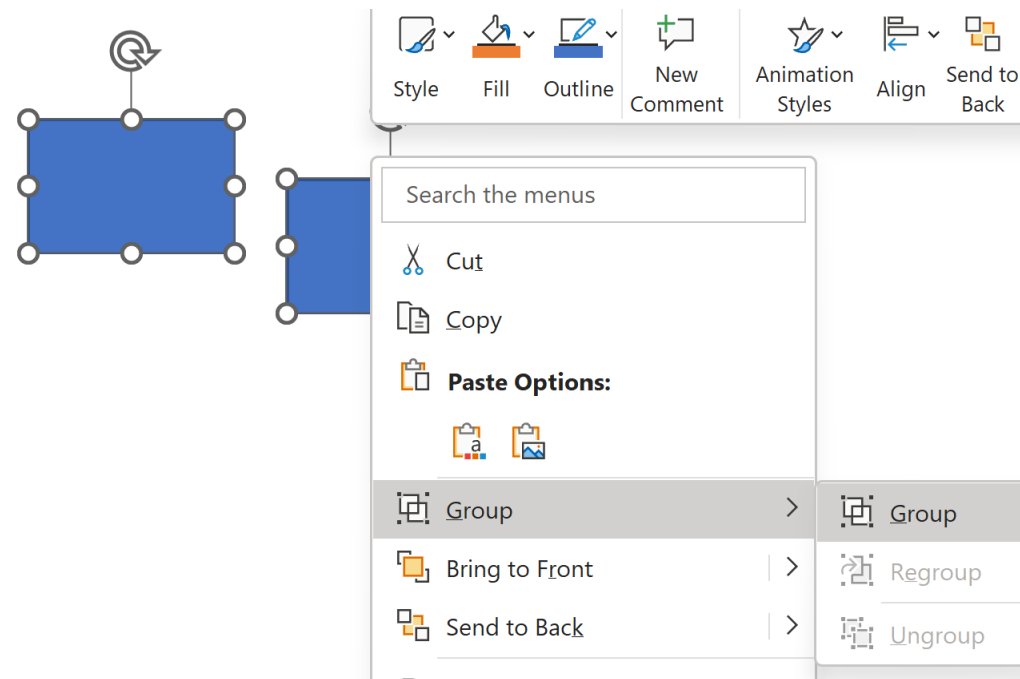 Style
Fill
Outline
New
Comment
Animation
Styles
Align
Send to
Back
Search the menus
Cut
Copy
Paste Options:
a
Group
Group
Bring to Front
Regroup
Send to Back
Ungroup